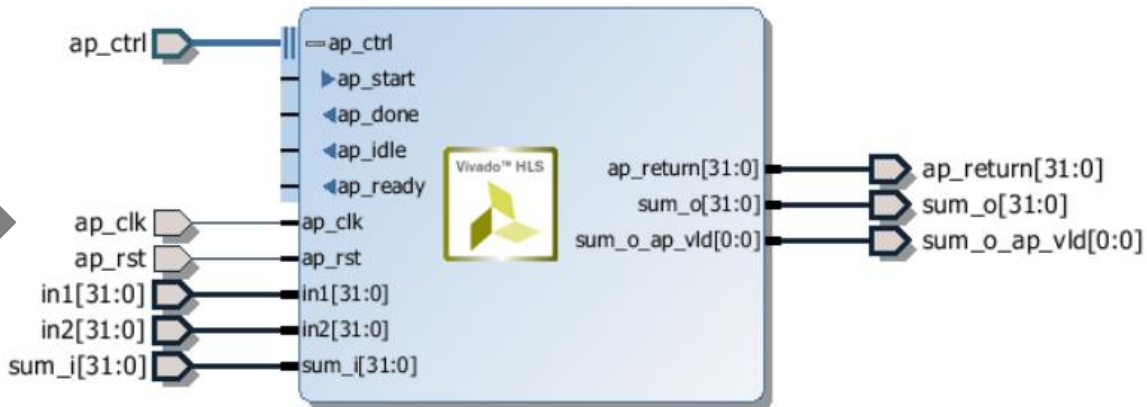 ap_ctrl
ap_ctrl
ap_start
ap_done
ap_idle
ap_ready
ap_clk
ap_clk
ap_rst
ap_rst
in1[31:0]
in1[31:0]
in2[31:0]
in2[31:0]
sum_i[31:0]
sum_i[31:0]
Vivado™ HLS
ap_return[31:0]
ap_return[31:0]
sum_o[31:0]
sum_o[31:0]
sum_o_ap_vld[0:0]
sum_o_ap_vld[0:0]